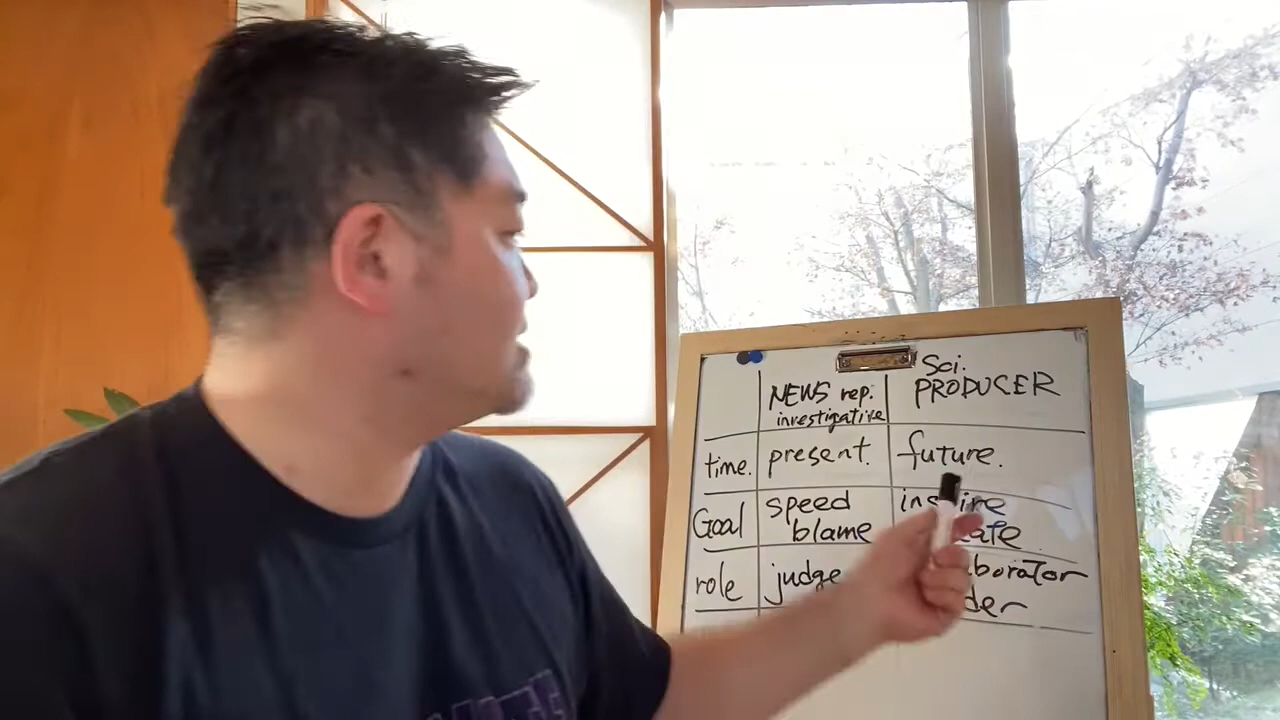 Sci.
NEWS rep. PRODUCER
investigative
time. present. future.
Goal speed
blame
role judge